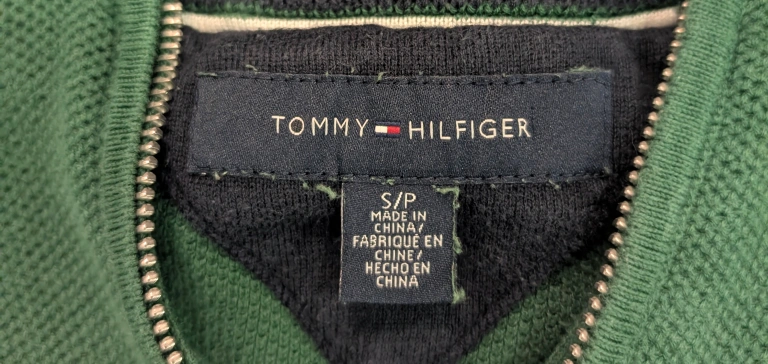 TOMMY HILFIGER
S/P
MADE IN
CHINA/
FABRIQUÉ EN
CHINE/
HECHO EN
CHINA